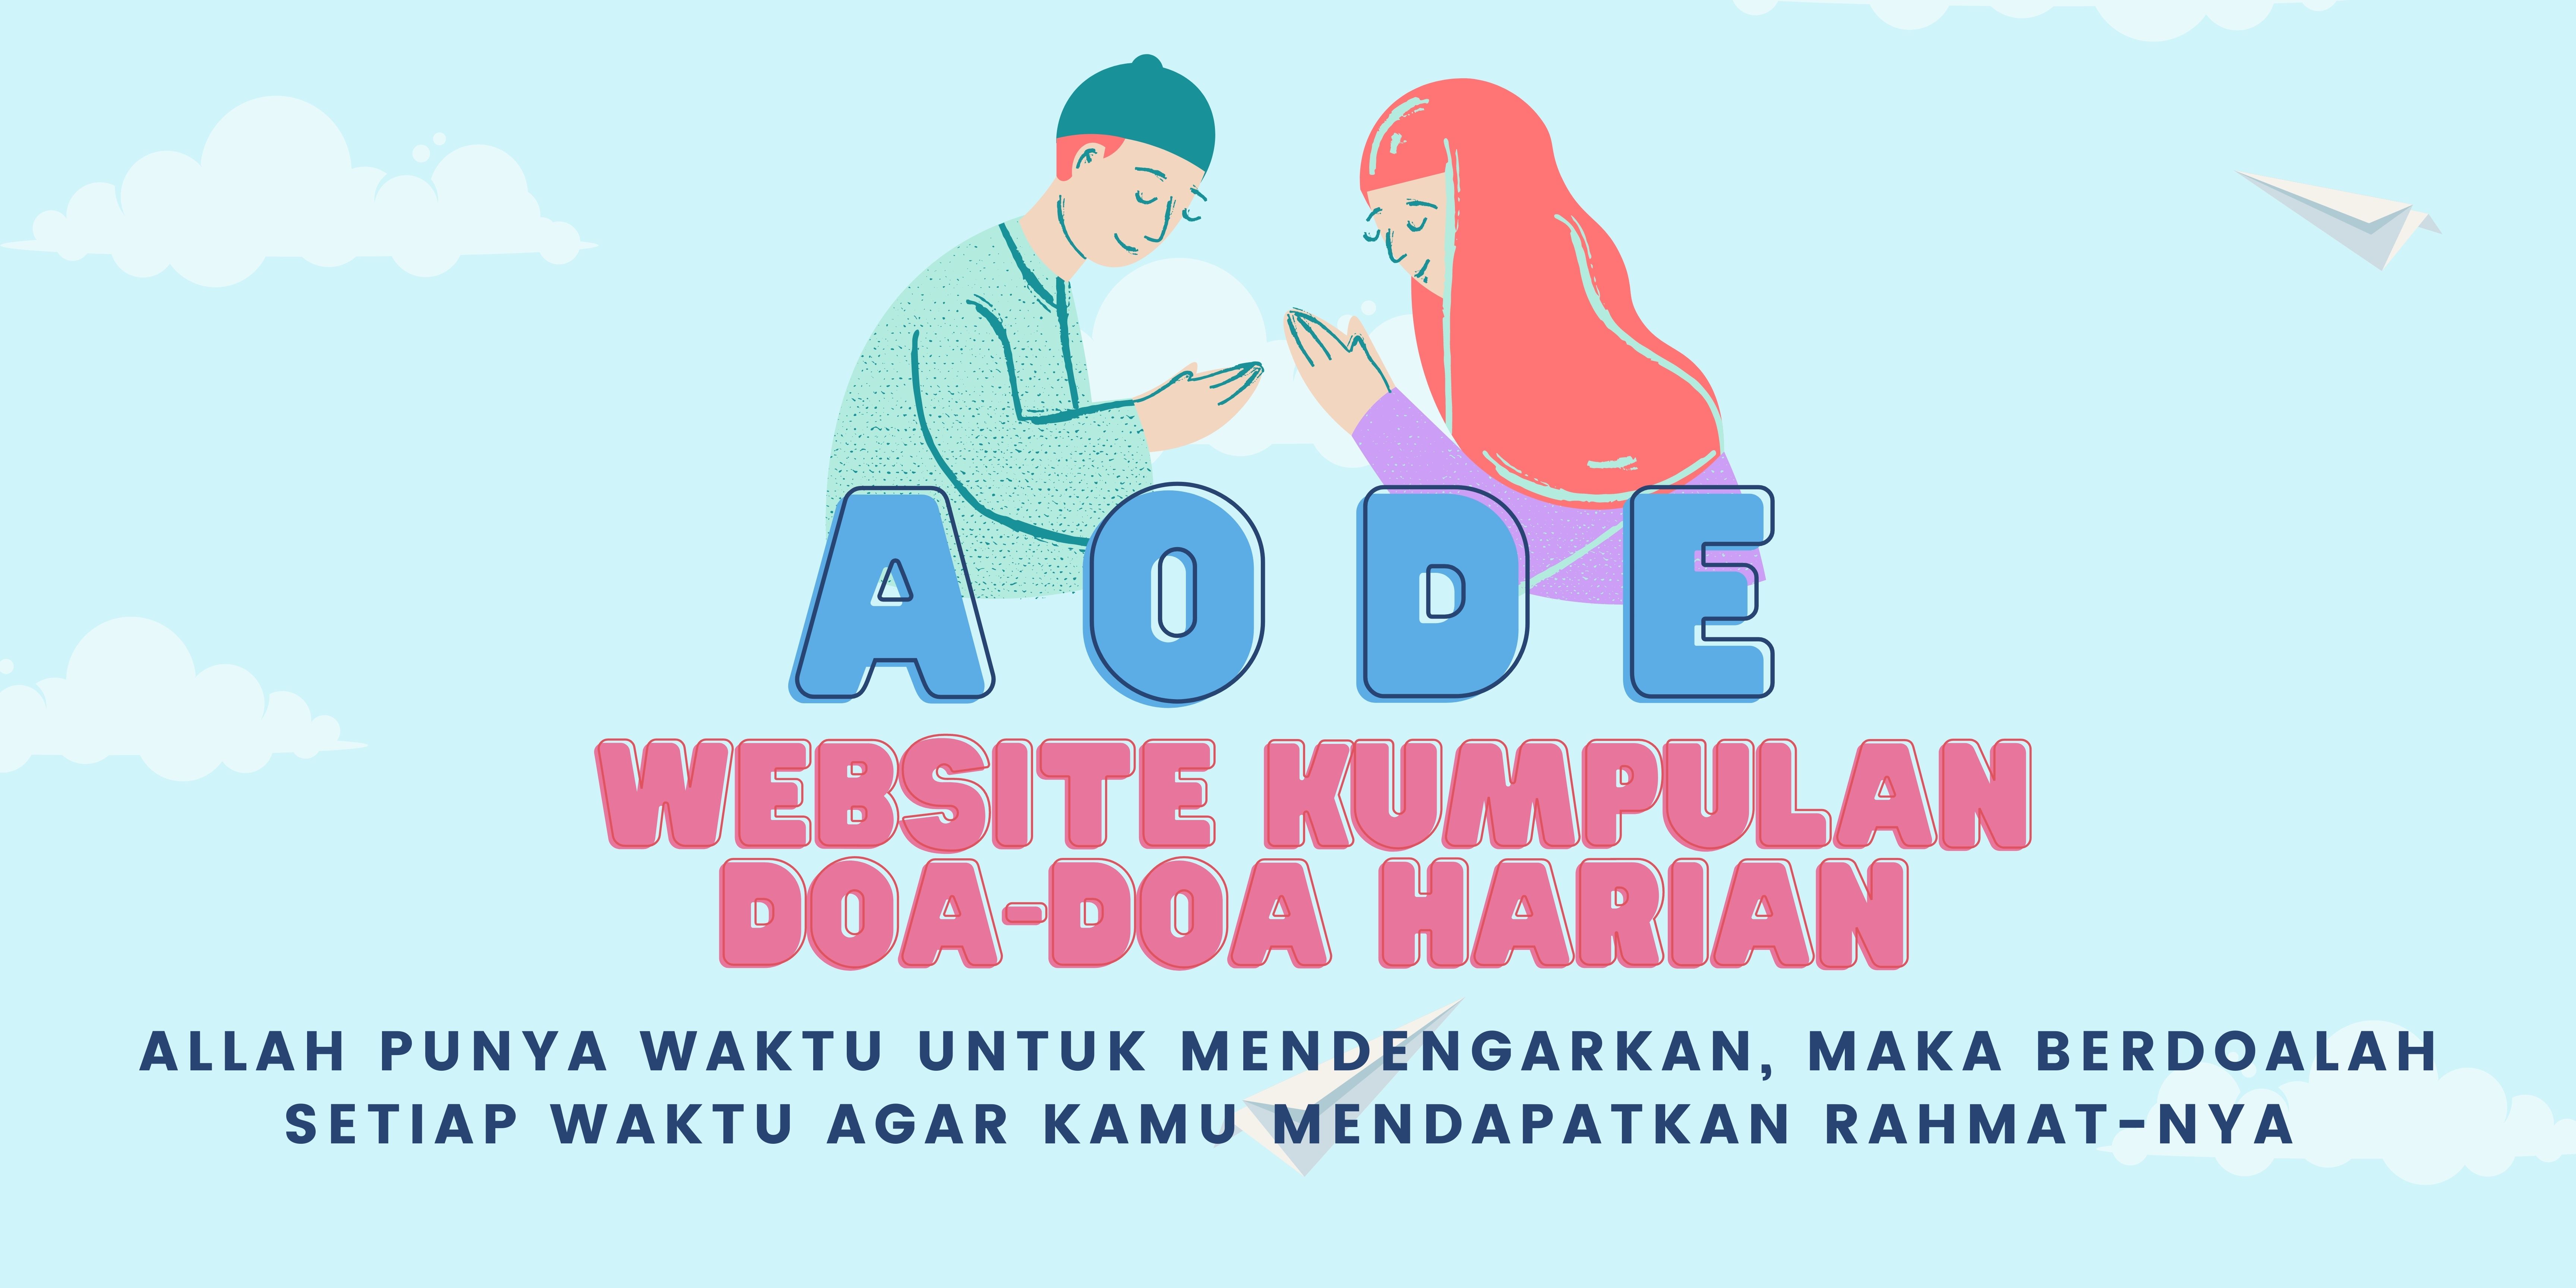 AODE
WEBSITE KUMPULAN
DOA-DOA HARIAN
ALLAH PUNYA WAKTU UNTUK MENDENGARKAN, MAKA BERDOALAH
SETIAP WAKTU AGAR KAMU MENDAPATKAN RAHMAT-NYA